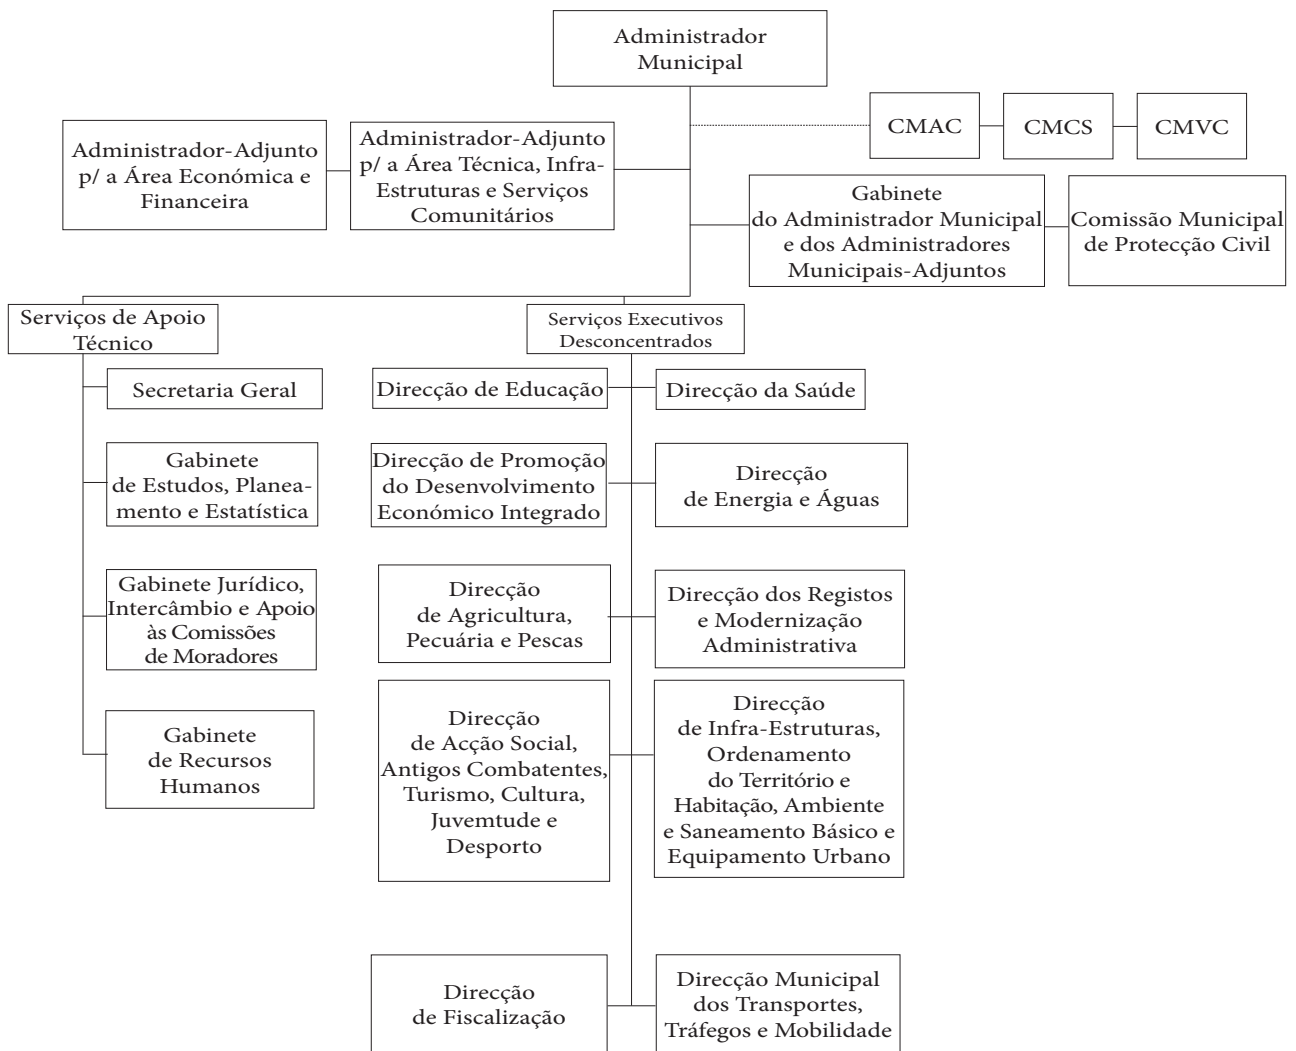 Administrador
Municipal
CMAC
CMCS
CMVC
Administrador-Adjunto
p/ a Área Económica e
Financeira
Administrador-Adjunto
p/ a Área Técnica, Infra-
Estruturas e Serviços
Comunitários
Gabinete
do Administrador Municipal
e dos Administradores
Municipais-Adjuntos
Comissão Municipal
de Protecção Civil
Serviços de Apoio
Técnico
Serviços Executivos
Desconcentrados
Secretaria Geral
Direcção de Educação
Direcção da Saúde
Gabinete
de Estudos, Planea-
mento e Estatística
Direcção de Promoção
do Desenvolvimento
Económico Integrado
Direcção
de Energia e Águas
Gabinete Jurídico,
Intercâmbio e Apoio
às Comissões
de Moradores
Direcção
de Agricultura,
Pecuária e Pescas
Direcção dos Registos
e Modernização
Administrativa
Gabinete
de Recursos
Humanos
Direcção
de Acção Social,
Antigos Combatentes,
Turismo, Cultura,
Juvemtude e
Desporto
Direcção
de Infra-Estruturas,
Ordenamento
do Território e
Habitação, Ambiente
e Saneamento Básico e
Equipamento Urbano
Direcção
de Fiscalização
Direcção Municipal
dos Transportes,
Tráfegos e Mobilidade